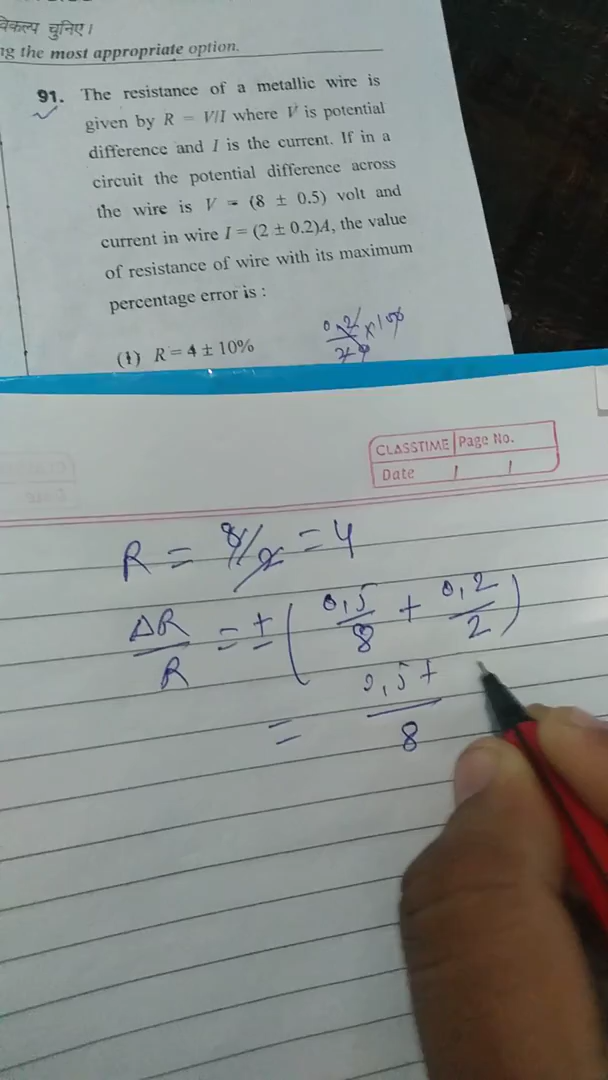 विकल्प चुनिए।
ng the most appropriate option.
91. The resistance of a metallic wire is
given by R = V/I where V is potential
difference and I is the current. If in a
circuit the potential difference across
the wire is V = (8 ± 0.5) volt and
current in wire I = (2 ± 0.2)A, the value
of resistance of wire with its maximum
percentage error is :
(1) R = 4 ± 10%
CLASSTIME Page No.
Date / /
R = 8/2 = 4
ΔR/R = ± (0.5/8 + 0.2/2)
= 0.5+ / 8